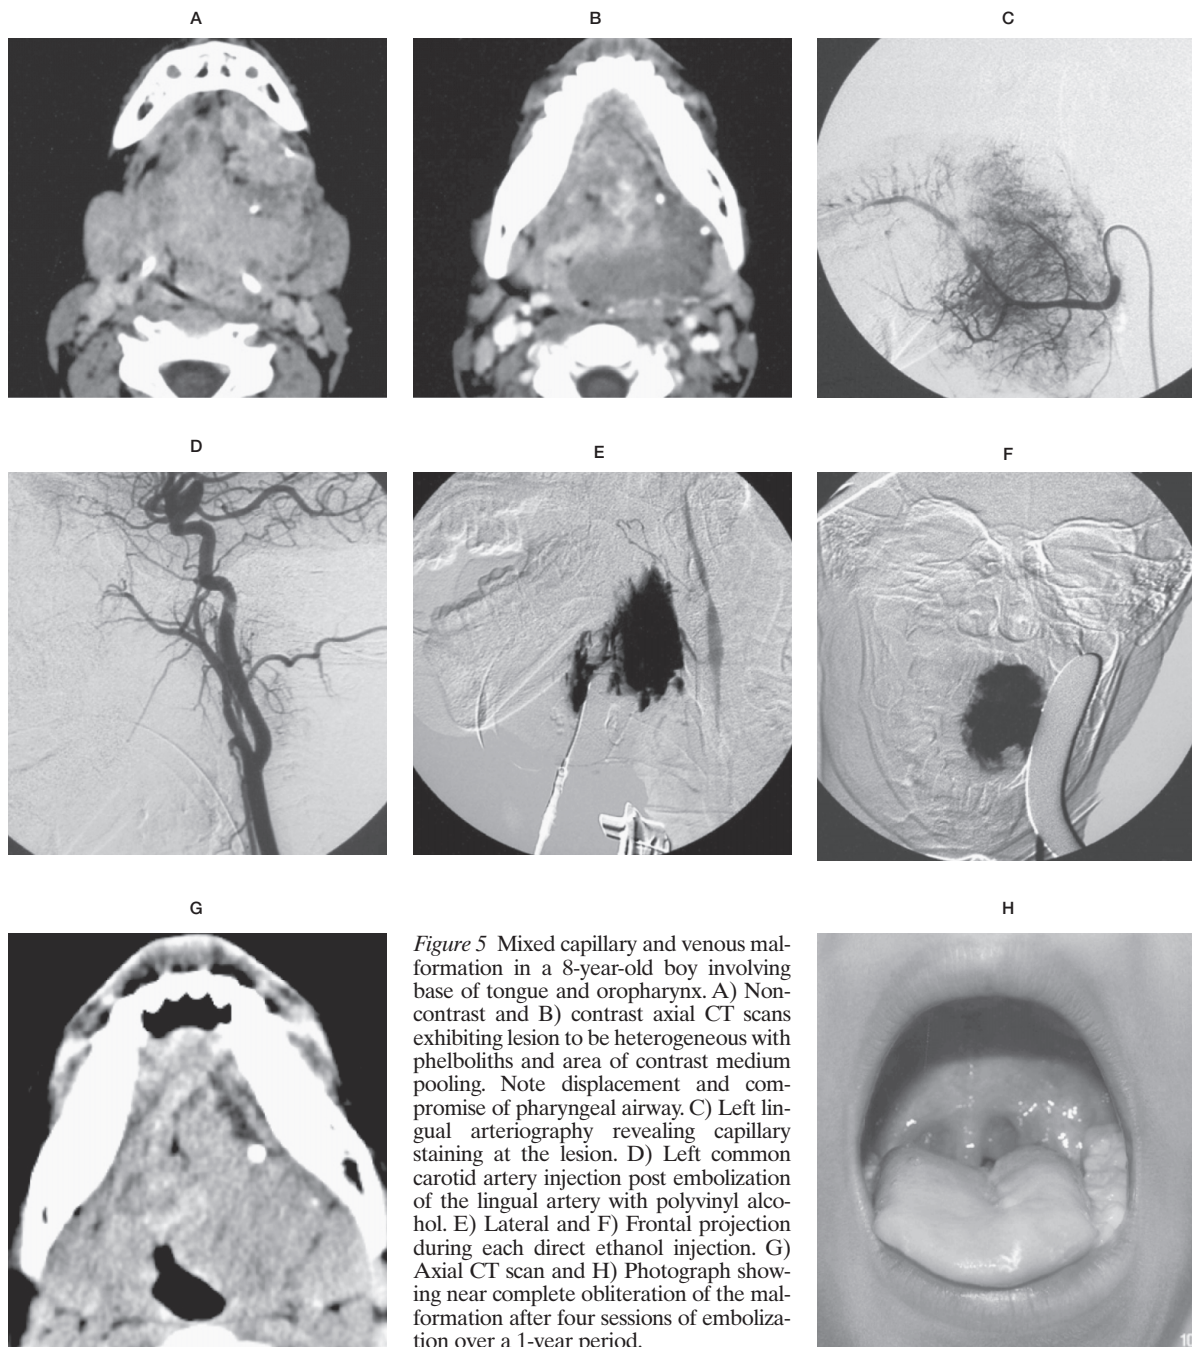 A
B
C
D
E
F
G
H
Figure 5 Mixed capillary and venous mal-
formation in a 8-year-old boy involving
base of tongue and oropharynx. A) Non-
contrast and B) contrast axial CT scans
exhibiting lesion to be heterogeneous with
phelboliths and area of contrast medium
pooling. Note displacement and com-
promise of pharyngeal airway. C) Left lin-
gual arteriography revealing capillary
staining at the lesion. D) Left common
carotid artery injection post embolization
of the lingual artery with polyvinyl alco-
hol. E) Lateral and F) Frontal projection
during each direct ethanol injection. G)
Axial CT scan and H) Photograph show-
ing near complete obliteration of the mal-
formation after four sessions of emboliza-
tion over a 1-year period.
10